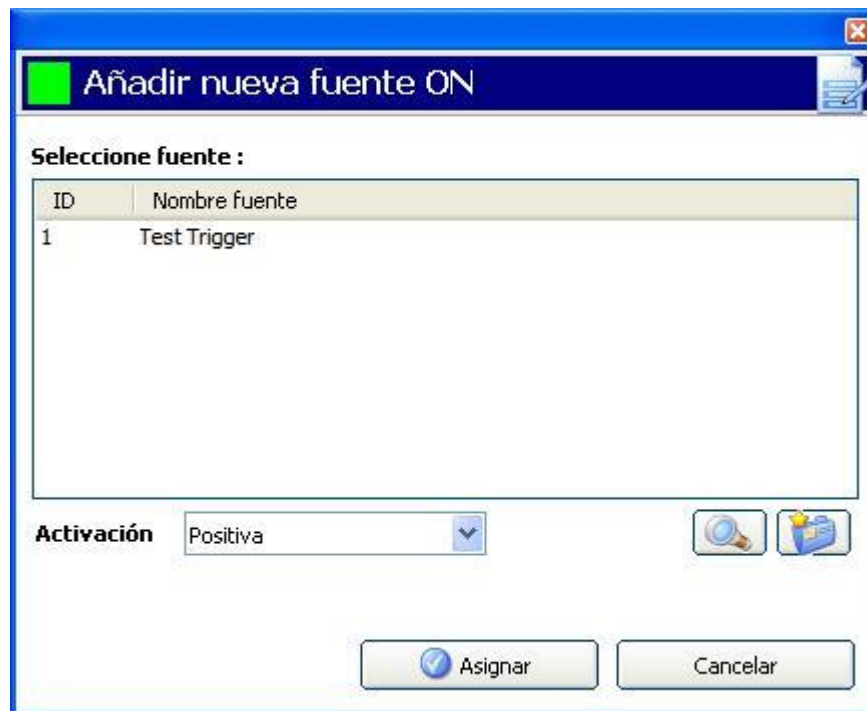 Añadir nueva fuente ON
Seleccione fuente :
ID Nombre fuente
1 Test Trigger
Activación Positiva
Asignar Cancelar